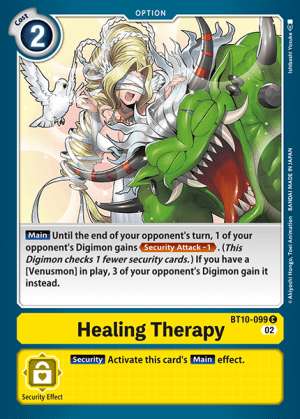 OPTION
Cost
2
Main Until the end of your opponent's turn, 1 of your
opponent's Digimon gains Security Attack -1. (This
Digimon checks 1 fewer security cards.) If you have a
[Venusmon] in play, 3 of your opponent's Digimon gain it
instead.
BT10-099 C
Healing Therapy
02
Security Activate this card's Main effect.
Security Effect
Ishibashi Yosuke
©Akiyoshi Hongo, Toei Animation BANDAI MADE IN JAPAN